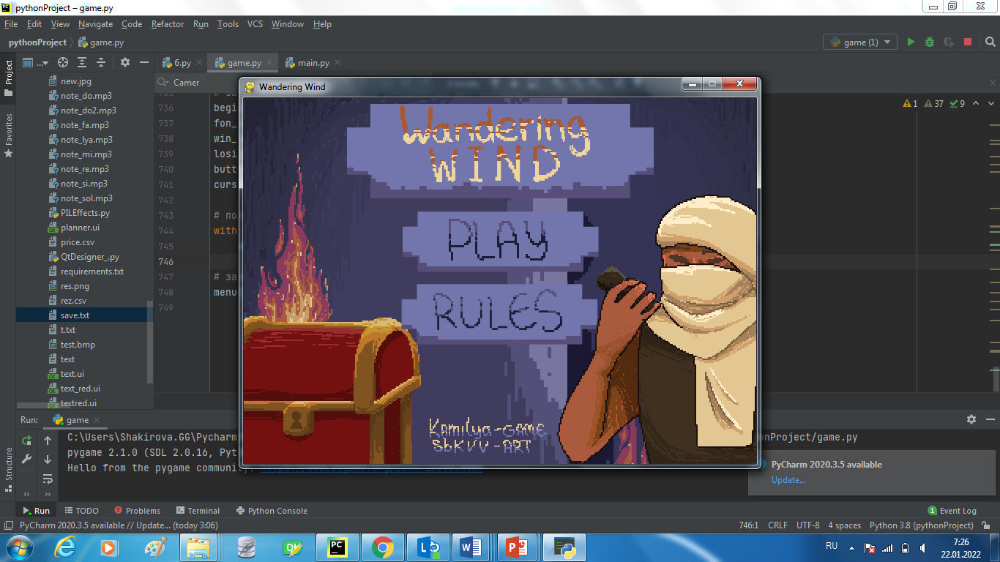 pythonProject – game.py
File Edit View Navigate Code Refactor Run Tools VCS Window Help
pythonProject game.py
game (1)
Project
6.py game.py main.py
new.jpg
note_do.mp3
note_do2.mp3
note_fa.mp3
note_lya.mp3
note_mi.mp3
note_re.mp3
note_si.mp3
note_sol.mp3
PILEffects.py
planner.ui
price.csv
QtDesigner_.py
requirements.txt
res.png
rez.csv
save.txt
t.txt
test.bmp
text
text.ui
text_red.ui
textred.ui
Favorites
Structure
Camer
1 37 9
736 begi
737 fon_
738 win_
739 losi
740 butt
741 curs
742
743 # по
744 with
745
746
747 # за
748 menu
749
Wandering Wind
Wandering
WIND
PLAY
RULES
Kamilya-GAME
SbKVV-ART
Run: game
C:\Users\Shakirova.GG\Pycharm
onProject/game.py
pygame 2.1.0 (SDL 2.0.16, Pyt
Hello from the pygame communit
PyCharm 2020.3.5 available
Update...
Run TODO Problems Terminal Python Console
1 Event Log
PyCharm 2020.3.5 available // Update... (today 3:06)
746:1 CRLF UTF-8 4 spaces Python 3.8 (pythonProject)
RU
7:26
22.01.2022